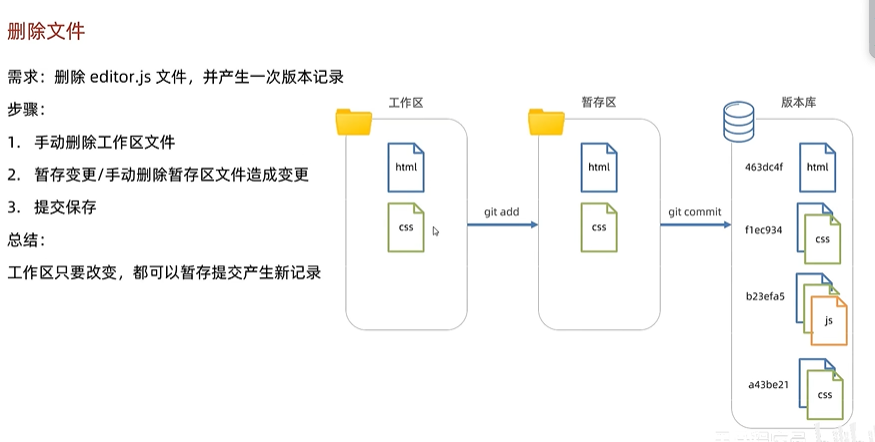 删除文件
需求：删除 editor.js 文件，并产生一次版本记录
步骤：
1. 手动删除工作区文件
2. 暂存变更/手动删除暂存区文件造成变更
3. 提交保存
总结：
工作区只要改变，都可以暂存提交产生新记录
工作区
html
css
git add
暂存区
html
css
git commit
版本库
463dc4f
html
f1ec934
css
b23efa5
js
a43be21
css